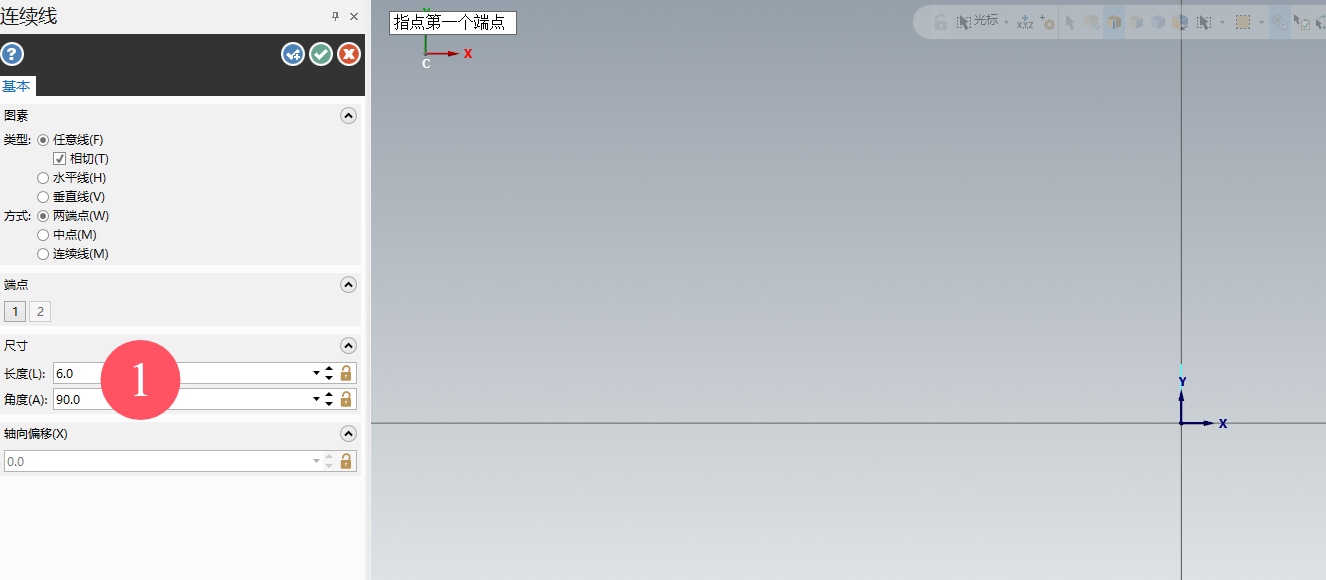 连续线
基本
图素
类型: 任意线(F)
相切(T)
水平线(H)
垂直线(V)
方式: 两端点(W)
中点(M)
连续线(M)
端点
1 2
尺寸
长度(L): 6.0
角度(A): 90.0
1
轴向偏移(X)
0.0
指点第一个端点
Y
X
C
光标
XYZ
Y
X